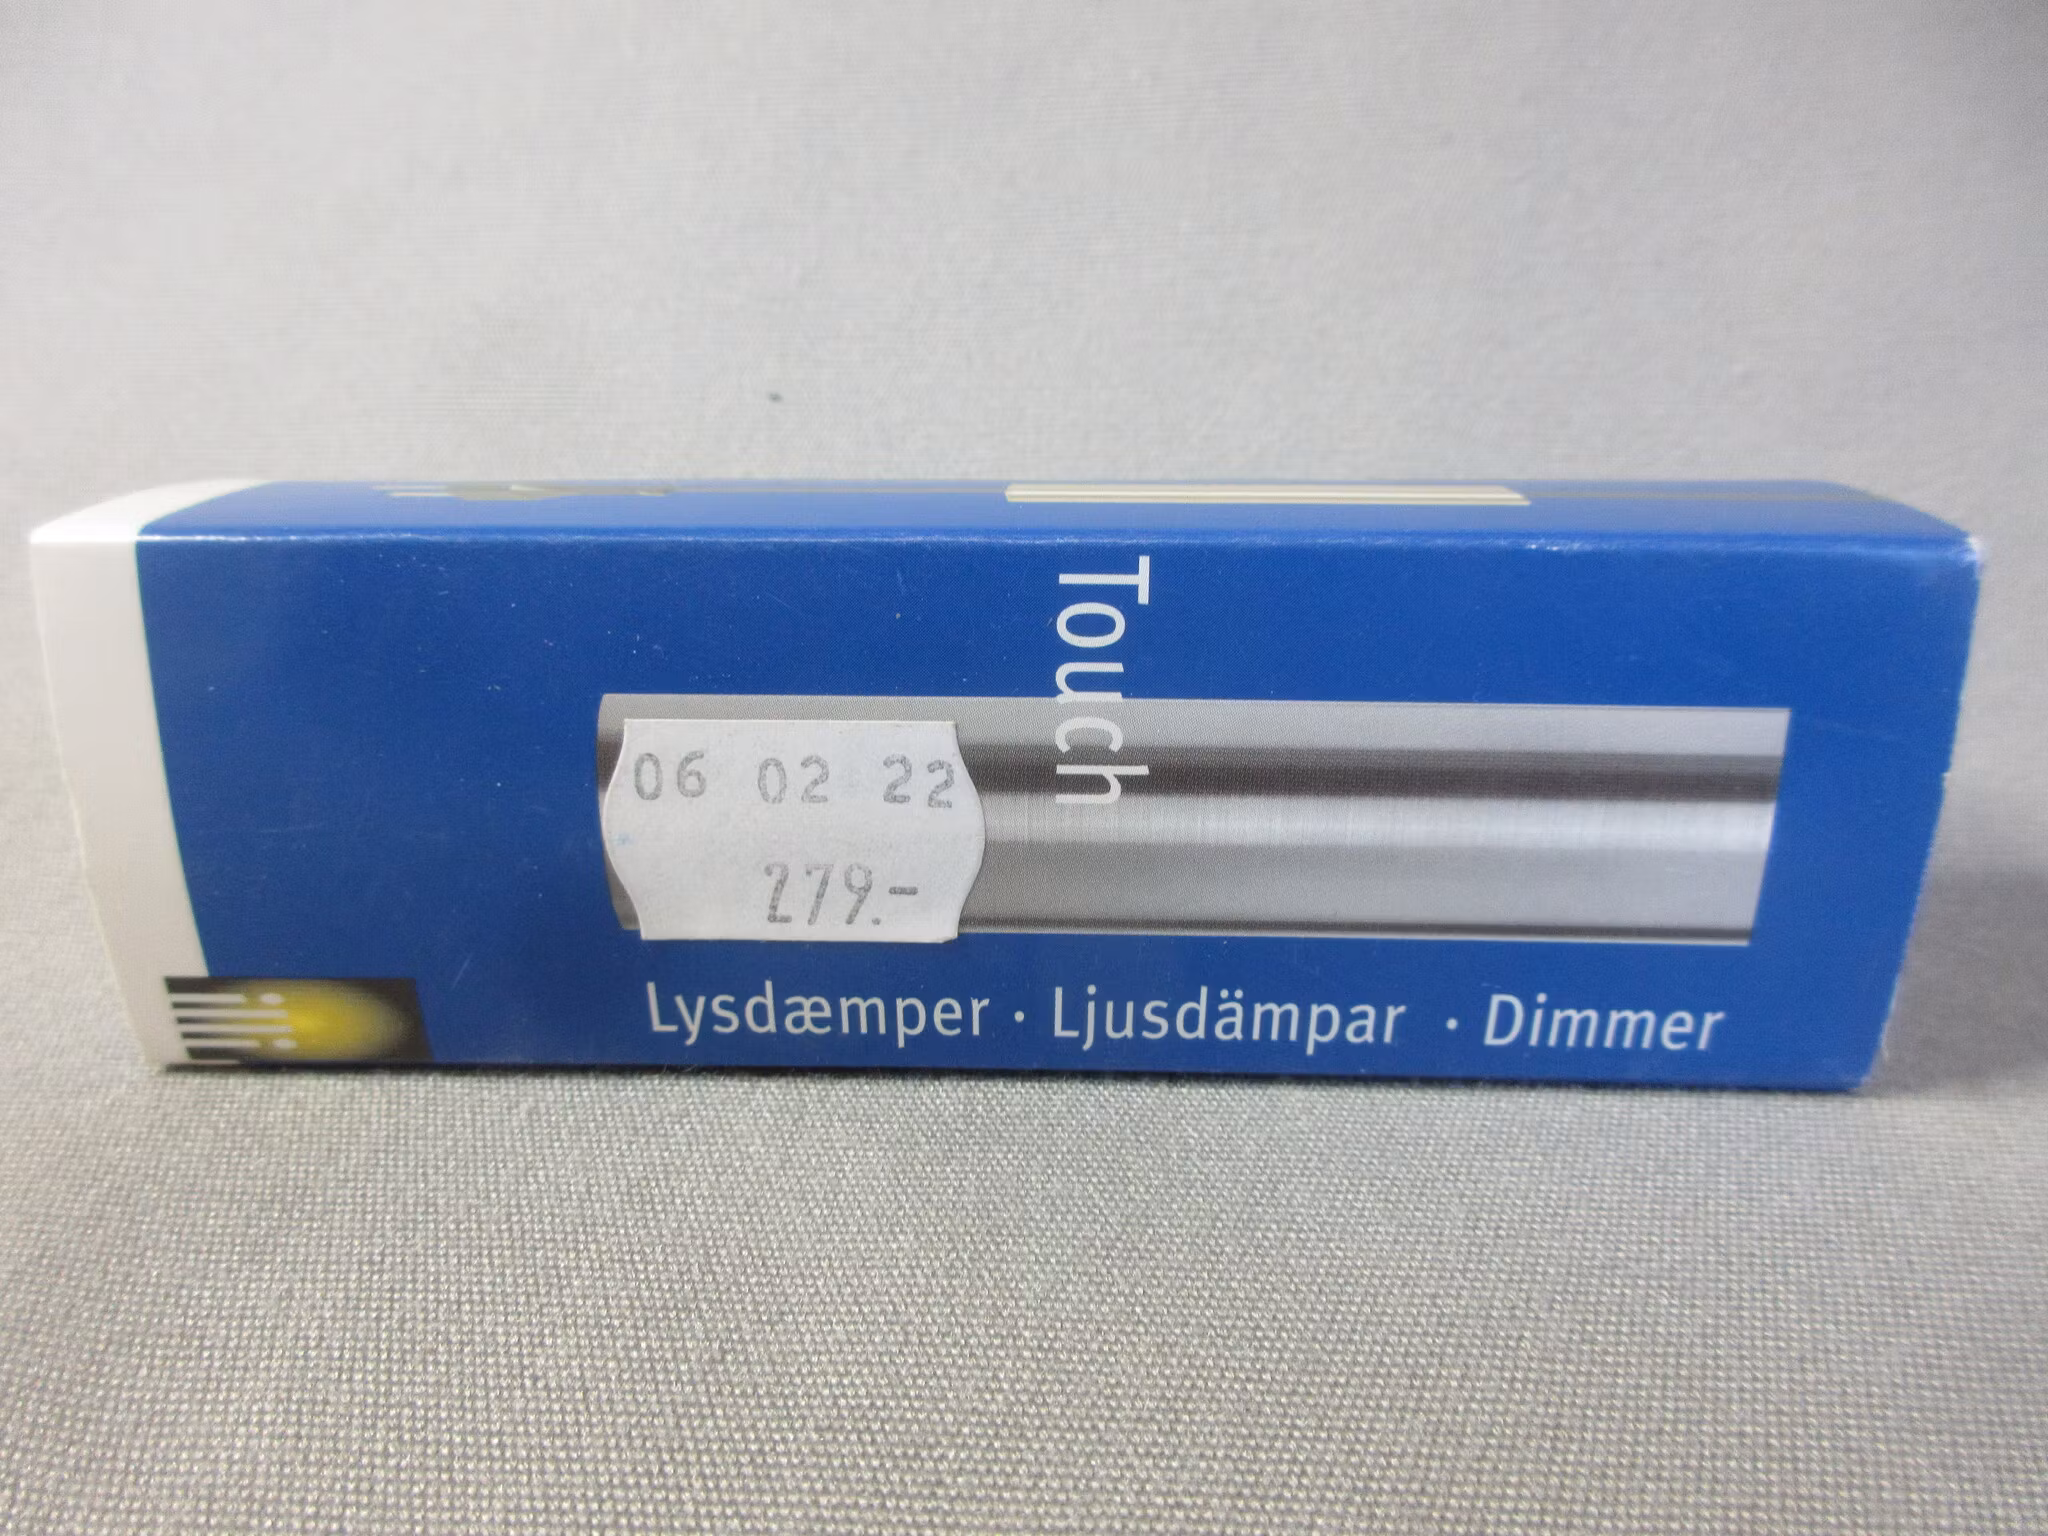 Touch
06 02 22
279.-
Lysdæmper · Ljusdämpar · Dimmer